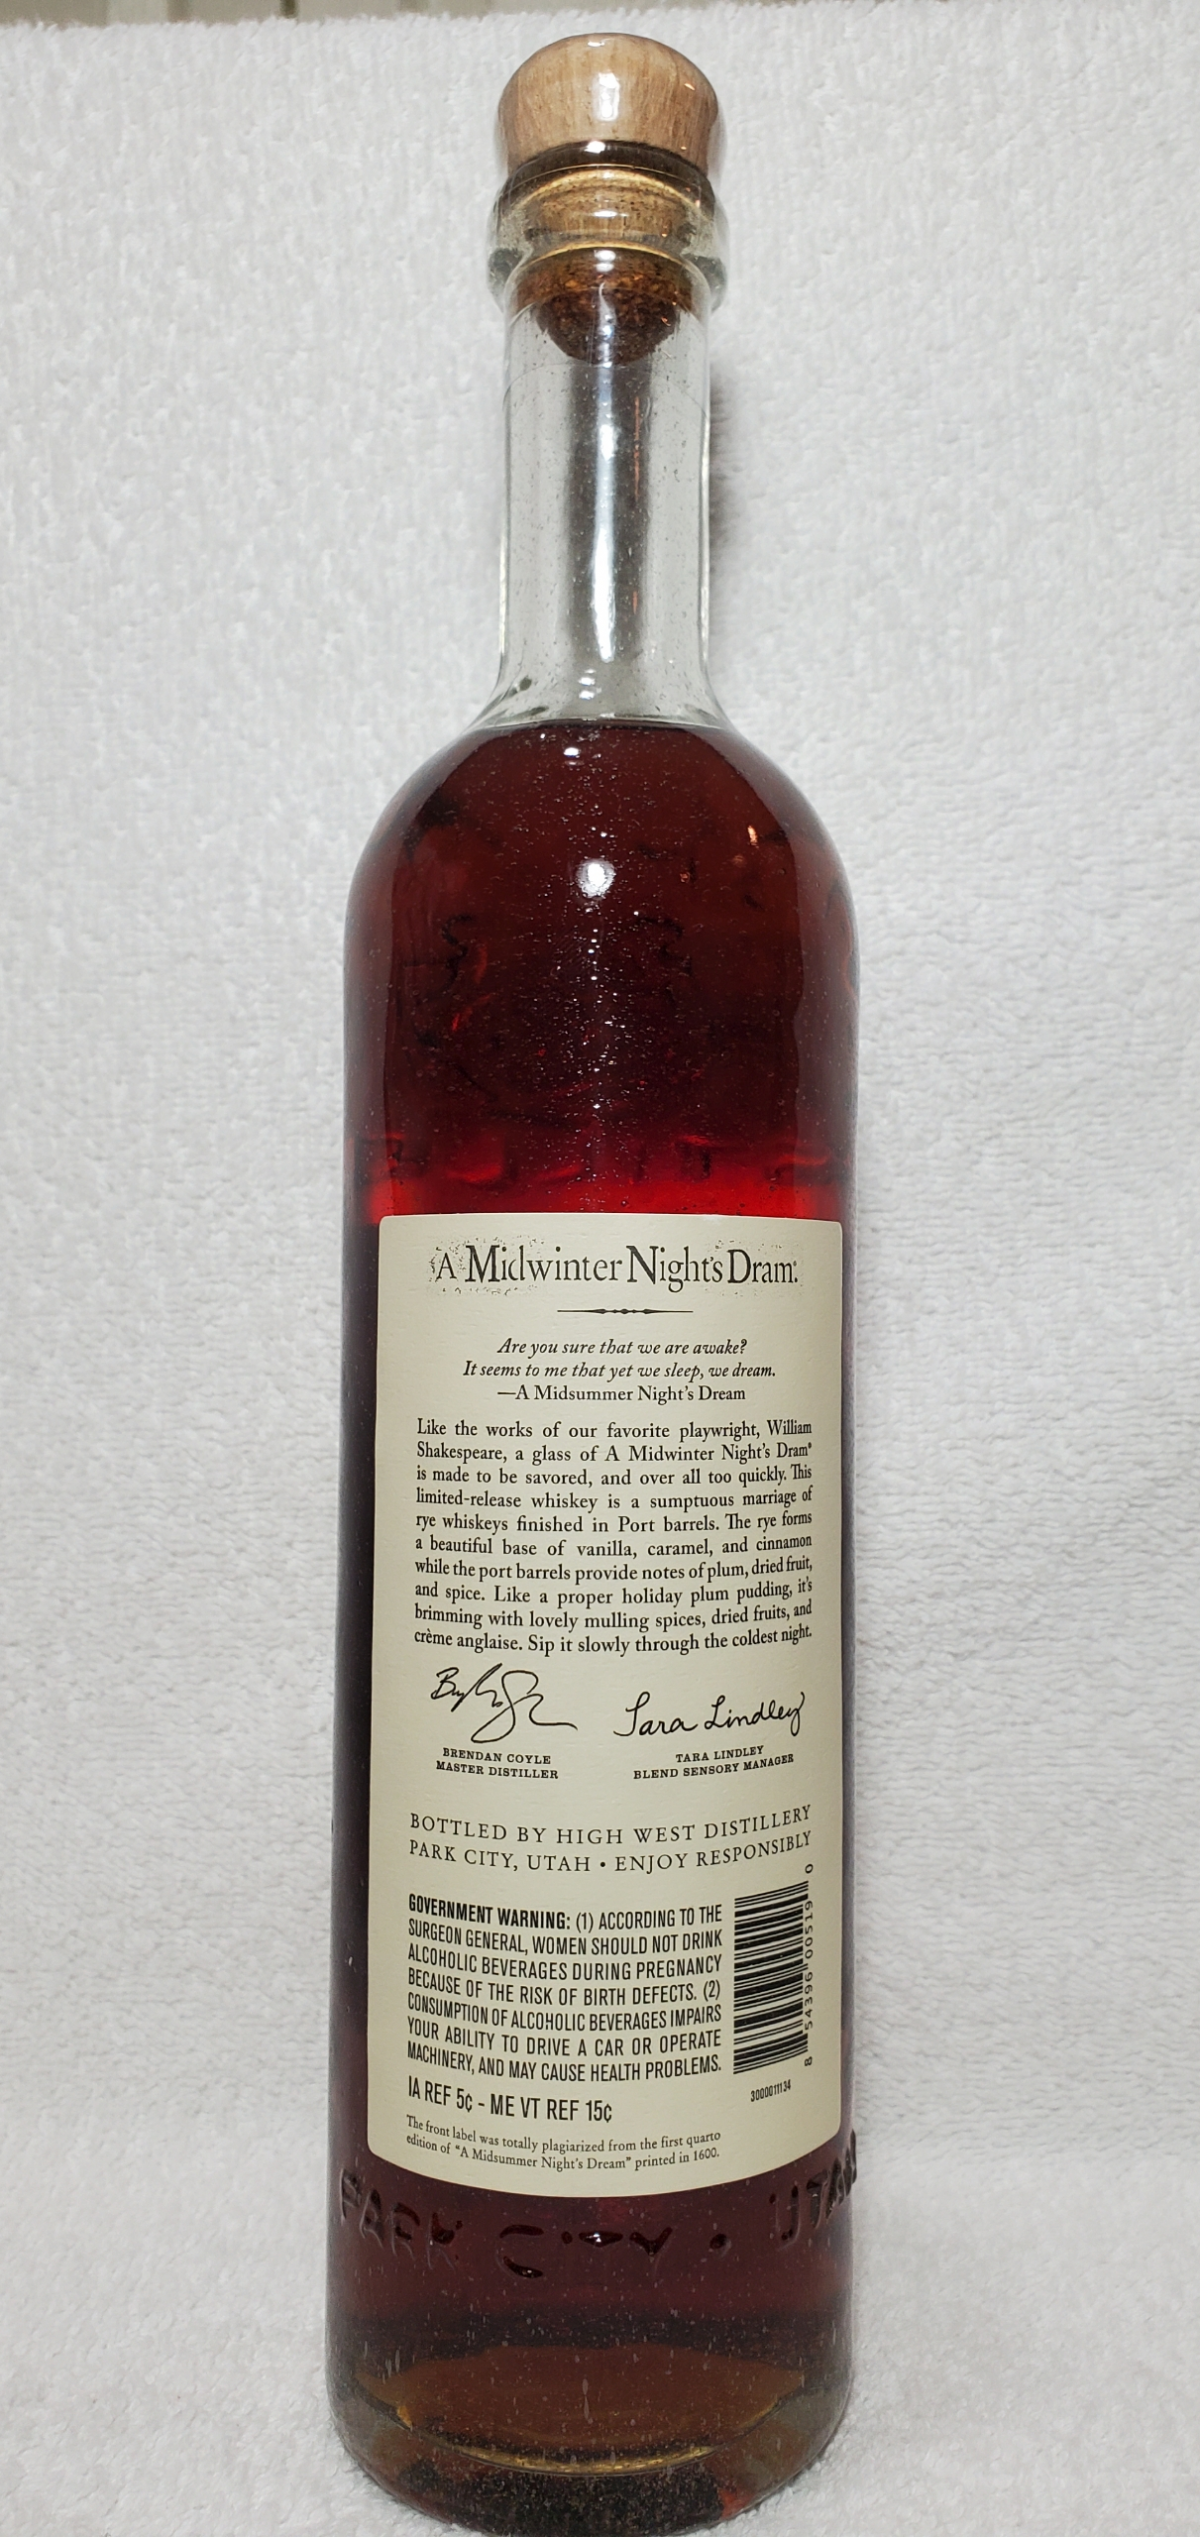 A Midwinter Night's Dram®
Are you sure that we are awake?
It seems to me that yet we sleep, we dream.
—A Midsummer Night's Dream
Like the works of our favorite playwright, William
Shakespeare, a glass of A Midwinter Night's Dram®
is made to be savored, and over all too quickly. This
limited-release whiskey is a sumptuous marriage of
rye whiskeys finished in Port barrels. The rye forms
a beautiful base of vanilla, caramel, and cinnamon
while the port barrels provide notes of plum, dried fruit,
and spice. Like a proper holiday plum pudding, it's
brimming with lovely mulling spices, dried fruits, and
crème anglaise. Sip it slowly through the coldest night.
Tara Lindley
BRENDAN COYLE
MASTER DISTILLER
TARA LINDLEY
BLEND SENSORY MANAGER
BOTTLED BY HIGH WEST DISTILLERY
PARK CITY, UTAH • ENJOY RESPONSIBLY
GOVERNMENT WARNING: (1) ACCORDING TO THE
SURGEON GENERAL, WOMEN SHOULD NOT DRINK
ALCOHOLIC BEVERAGES DURING PREGNANCY
BECAUSE OF THE RISK OF BIRTH DEFECTS. (2)
CONSUMPTION OF ALCOHOLIC BEVERAGES IMPAIRS
YOUR ABILITY TO DRIVE A CAR OR OPERATE
MACHINERY, AND MAY CAUSE HEALTH PROBLEMS.
8 54396 00519 0
3000011134
IA REF 5¢ - ME VT REF 15¢
The front label was totally plagiarized from the first quarto
edition of "A Midsummer Night's Dream" printed in 1600.
PARK CITY • UTAH